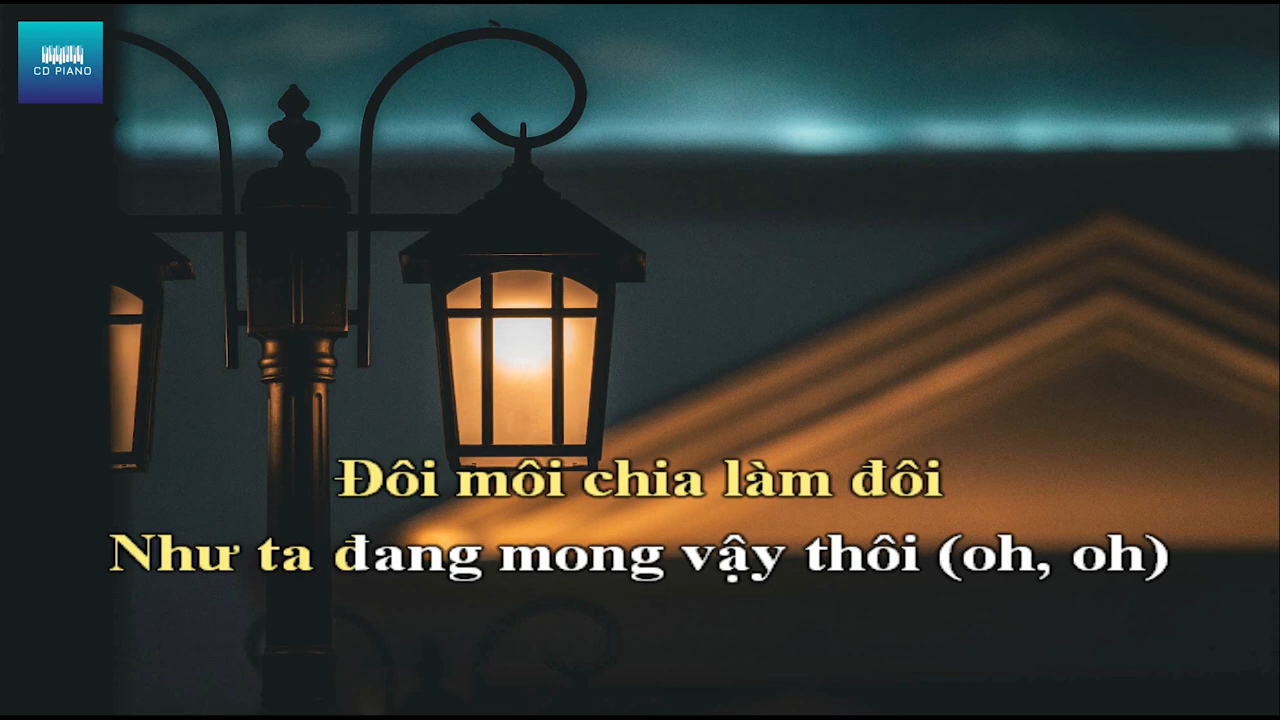 CD PIANO
Đôi môi chia làm đôi
Như ta đang mong vậy thôi (oh, oh)